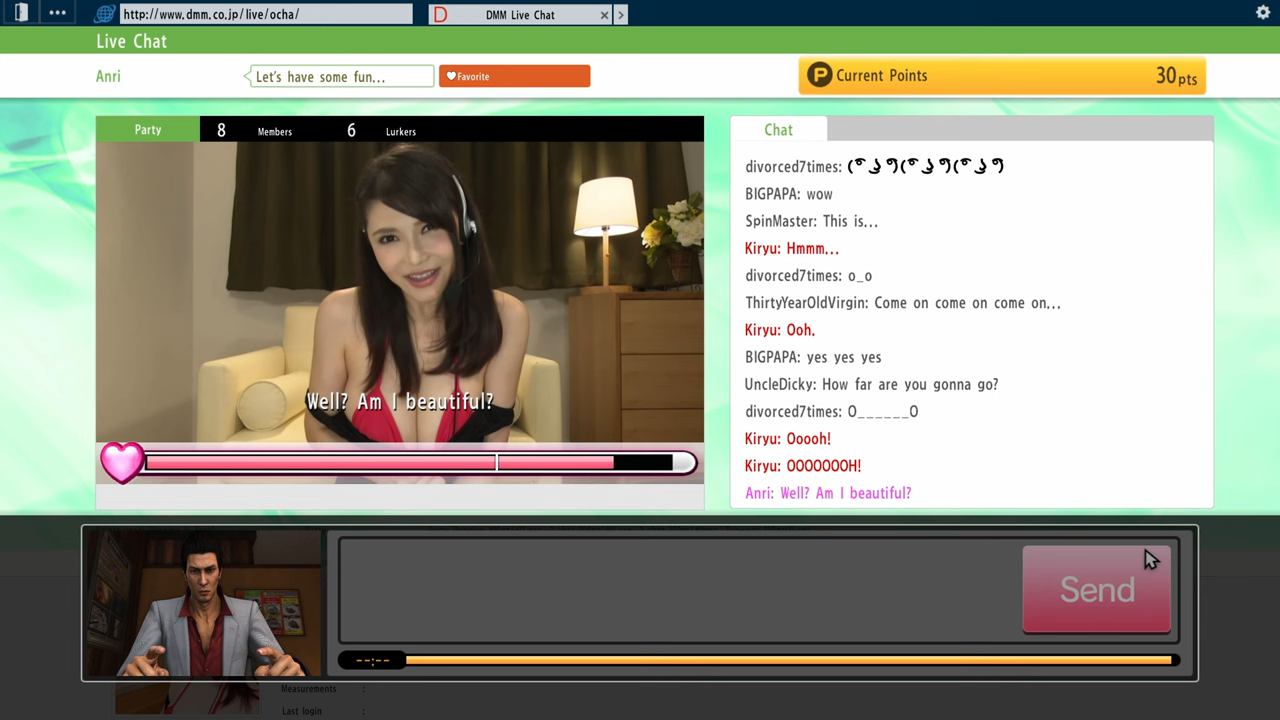 http://www.dmm.co.jp/live/ocha/
DMM Live Chat
Live Chat
Anri
Let's have some fun...
Favorite
P Current Points
30pts
Party
8 Members
6 Lurkers
Chat
divorced7times: ( ͡° ͜ʖ ͡°)( ͡° ͜ʖ ͡°)( ͡° ͜ʖ ͡°)
BIGPAPA: wow
SpinMaster: This is...
Kiryu: Hmmm...
divorced7times: o_o
ThirtyYearOldVirgin: Come on come on come on...
Kiryu: Ooh.
BIGPAPA: yes yes yes
UncleDicky: How far are you gonna go?
divorced7times: O______O
Kiryu: Ooooh!
Kiryu: OOOOOOOH!
Anri: Well? Am I beautiful?
Well? Am I beautiful?
Send
--:--
Measurements :
Last login :